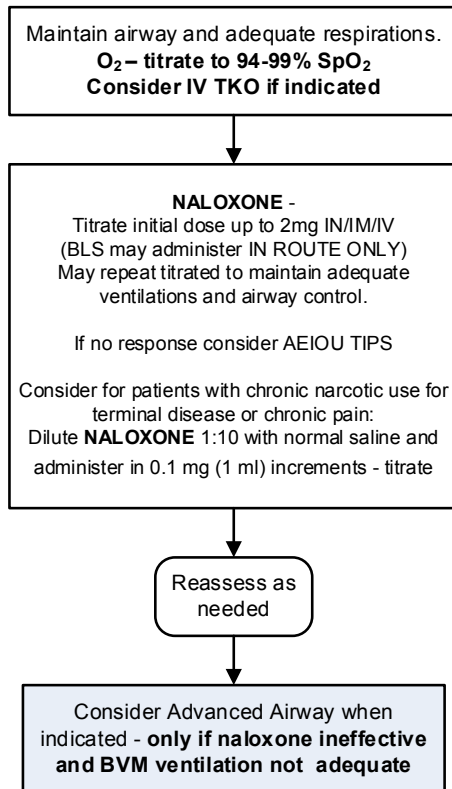 Maintain airway and adequate respirations.
O₂ – titrate to 94-99% SpO₂
Consider IV TKO if indicated
NALOXONE -
Titrate initial dose up to 2mg IN/IM/IV
(BLS may administer IN ROUTE ONLY)
May repeat titrated to maintain adequate
ventilations and airway control.
If no response consider AEIOU TIPS
Consider for patients with chronic narcotic use for
terminal disease or chronic pain:
Dilute NALOXONE 1:10 with normal saline and
administer in 0.1 mg (1 ml) increments - titrate
Reassess as
needed
Consider Advanced Airway when
indicated - only if naloxone ineffective
and BVM ventilation not adequate